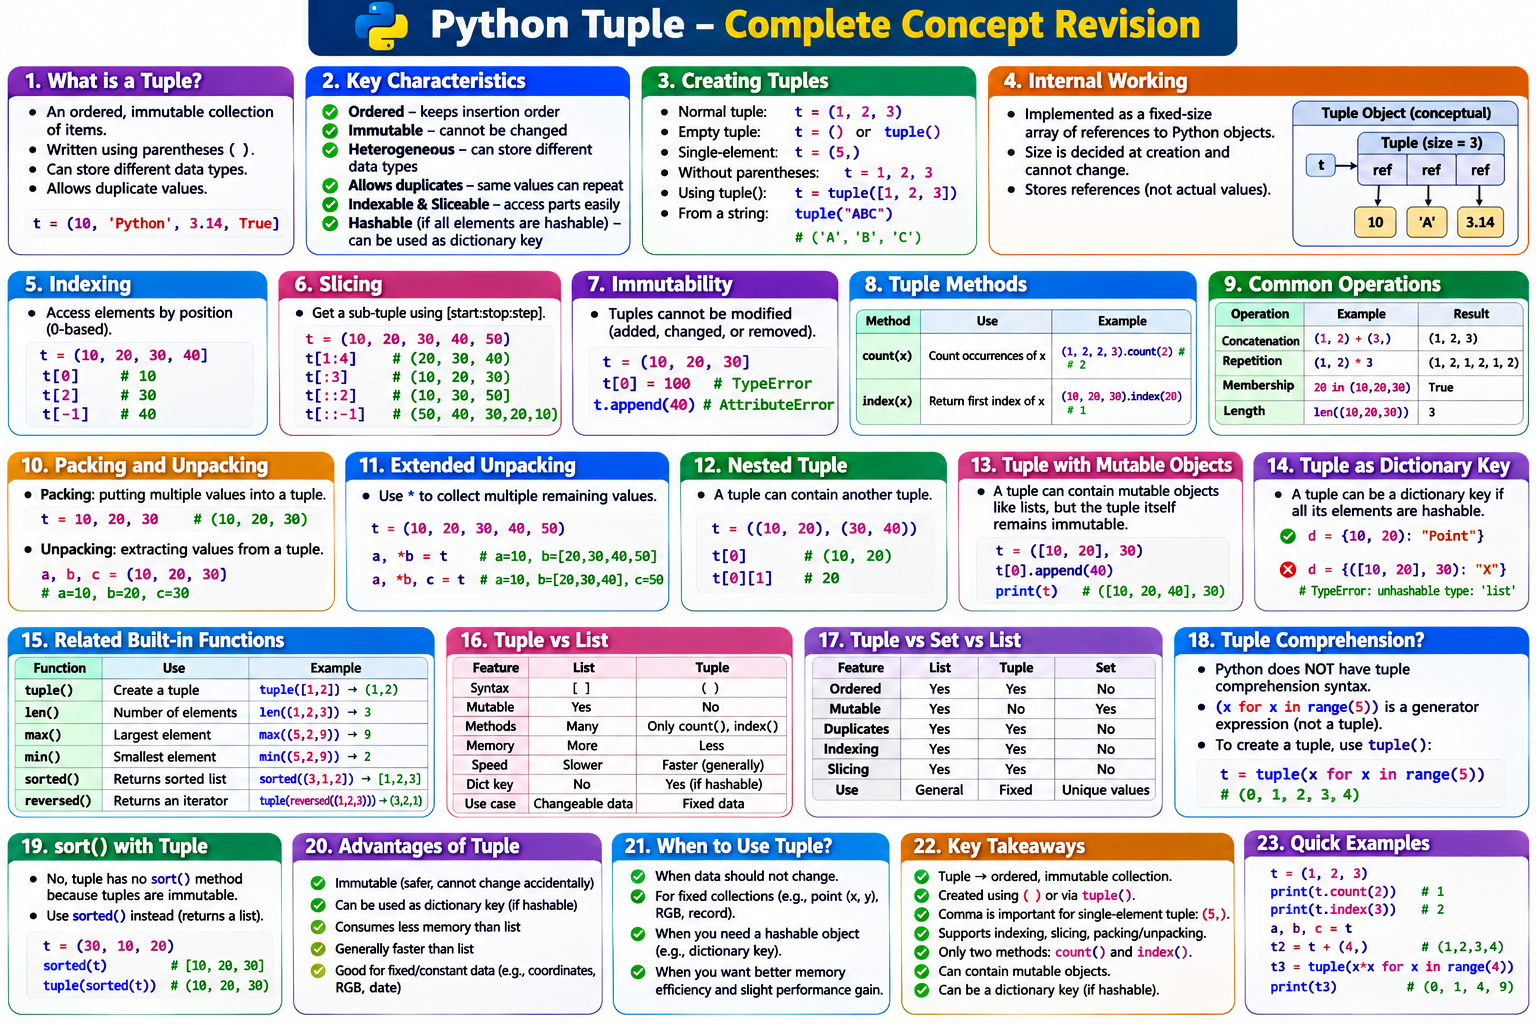 Python Tuple – Complete Concept Revision
1. What is a Tuple?
An ordered, immutable collection
of items.
Written using parentheses ( ).
Can store different data types.
Allows duplicate values.
t = (10, 'Python', 3.14, True]
2. Key Characteristics
Ordered – keeps insertion order
Immutable – cannot be changed
Heterogeneous – can store different
data types
Allows duplicates – same values can repeat
Indexable & Sliceable – access parts easily
Hashable (if all elements are hashable) –
can be used as dictionary key
3. Creating Tuples
Normal tuple: t = (1, 2, 3)
Empty tuple: t = () or tuple()
Single-element: t = (5,)
Without parentheses: t = 1, 2, 3
Using tuple(): t = tuple([1, 2, 3])
From a string: tuple("ABC")
# ('A', 'B', 'C')
4. Internal Working
Implemented as a fixed-size
array of references to Python objects.
Size is decided at creation and
cannot change.
Stores references (not actual values).
Tuple Object (conceptual)
Tuple (size = 3)
t ref ref ref
10 'A' 3.14
5. Indexing
Access elements by position
(0-based).
t = (10, 20, 30, 40]
t[0] # 10
t[2] # 30
t[-1] # 40
6. Slicing
Get a sub-tuple using [start:stop:step].
t = (10, 20, 30, 40, 50)
t[1:4] # (20, 30, 40)
t[:3] # (10, 20, 30)
t[::2] # (10, 30, 50]
t[::-1] # (50, 40, 30,20,10)
7. Immutability
Tuples cannot be modified
(added, changed, or removed).
t = (10, 20, 30]
t[0] = 100 # TypeError
t.append(40) # AttributeError
8. Tuple Methods
Method Use Example
count(x) Count occurrences of x (1, 2, 2, 3).count(2) #
# 2
index(x) Return first index of x (10, 20, 30).index(20)
# 1
9. Common Operations
Operation Example Result
Concatenation (1, 2) + (3,) (1, 2, 3)
Repetition (1, 2) * 3 (1, 2, 1, 2, 1, 2)
Membership 20 in (10,20,30) True
Length len((10,20,30)) 3
10. Packing and Unpacking
Packing: putting multiple values into a tuple.
t = 10, 20, 30 # (10, 20, 30)
Unpacking: extracting values from a tuple.
a, b, c = (10, 20, 30]
# a=10, b=20, c=30
11. Extended Unpacking
Use * to collect multiple remaining values.
t = (10, 20, 30, 40, 50)
a, *b = t # a=10, b=[20,30,40,50]
a, *b, c = t # a=10, b=[20,30,40], c=50
12. Nested Tuple
A tuple can contain another tuple.
t = ((10, 20), (30, 40))
t[0] # (10, 20)
t[0][1] # 20
13. Tuple with Mutable Objects
A tuple can contain mutable objects
like lists, but the tuple itself
remains immutable.
t = ([10, 20], 30)
t[0].append(40)
print(t) # ([10, 20, 40], 30)
14. Tuple as Dictionary Key
A tuple can be a dictionary key if
all its elements are hashable.
d = {10, 20): "Point"}
d = {([10, 20], 30): "X"}
# TypeError: unhashable type: 'list'
15. Related Built-in Functions
Function Use Example
tuple() Create a tuple tuple([1,2]) → (1,2)
len() Number of elements len((1,2,3]) → 3
max() Largest element max((5,2,9)) → 9
min() Smallest element min((5,2,9)) → 2
sorted() Returns sorted list sorted((3,1,2]) → [1,2,3]
reversed() Returns an iterator tuple(reversed((1,2,3))) → (3,2,1)
16. Tuple vs List
Feature List Tuple
Syntax [ ] ( )
Mutable Yes No
Methods Many Only count(), index()
Memory More Less
Speed Slower Faster (generally)
Dict key No Yes (if hashable)
Use case Changeable data Fixed data
17. Tuple vs Set vs List
Feature List Tuple Set
Ordered Yes Yes No
Mutable Yes No Yes
Duplicates Yes Yes No
Indexing Yes Yes No
Slicing Yes Yes No
Use General Fixed Unique values
18. Tuple Comprehension?
Python does NOT have tuple
comprehension syntax.
(x for x in range(5)) is a generator
expression (not a tuple).
To create a tuple, use tuple():
t = tuple(x for x in range(5))
# (0, 1, 2, 3, 4)
19. sort() with Tuple
No, tuple has no sort() method
because tuples are immutable.
Use sorted() instead (returns a list).
t = (30, 10, 20)
sorted(t) # [10, 20, 30]
tuple(sorted(t)) # (10, 20, 30)
20. Advantages of Tuple
Immutable (safer, cannot change accidentally)
Can be used as dictionary key (if hashable)
Consumes less memory than list
Generally faster than list
Good for fixed/constant data (e.g., coordinates,
RGB, date)
21. When to Use Tuple?
When data should not change.
For fixed collections (e.g., point (x, y),
RGB, record).
When you need a hashable object
(e.g., dictionary key).
When you want better memory
efficiency and slight performance gain.
22. Key Takeaways
Tuple → ordered, immutable collection.
Created using ( ) or via tuple().
Comma is important for single-element tuple: (5,).
Supports indexing, slicing, packing/unpacking.
Only two methods: count() and index().
Can contain mutable objects.
Can be a dictionary key (if hashable).
23. Quick Examples
t = (1, 2, 3)
print(t.count(2)) # 1
print(t.index(3)) # 2
a, b, c = t
t2 = t + (4,) # (1,2,3,4)
t3 = tuple(x*x for x in range(4))
print(t3) # (0, 1, 4, 9)